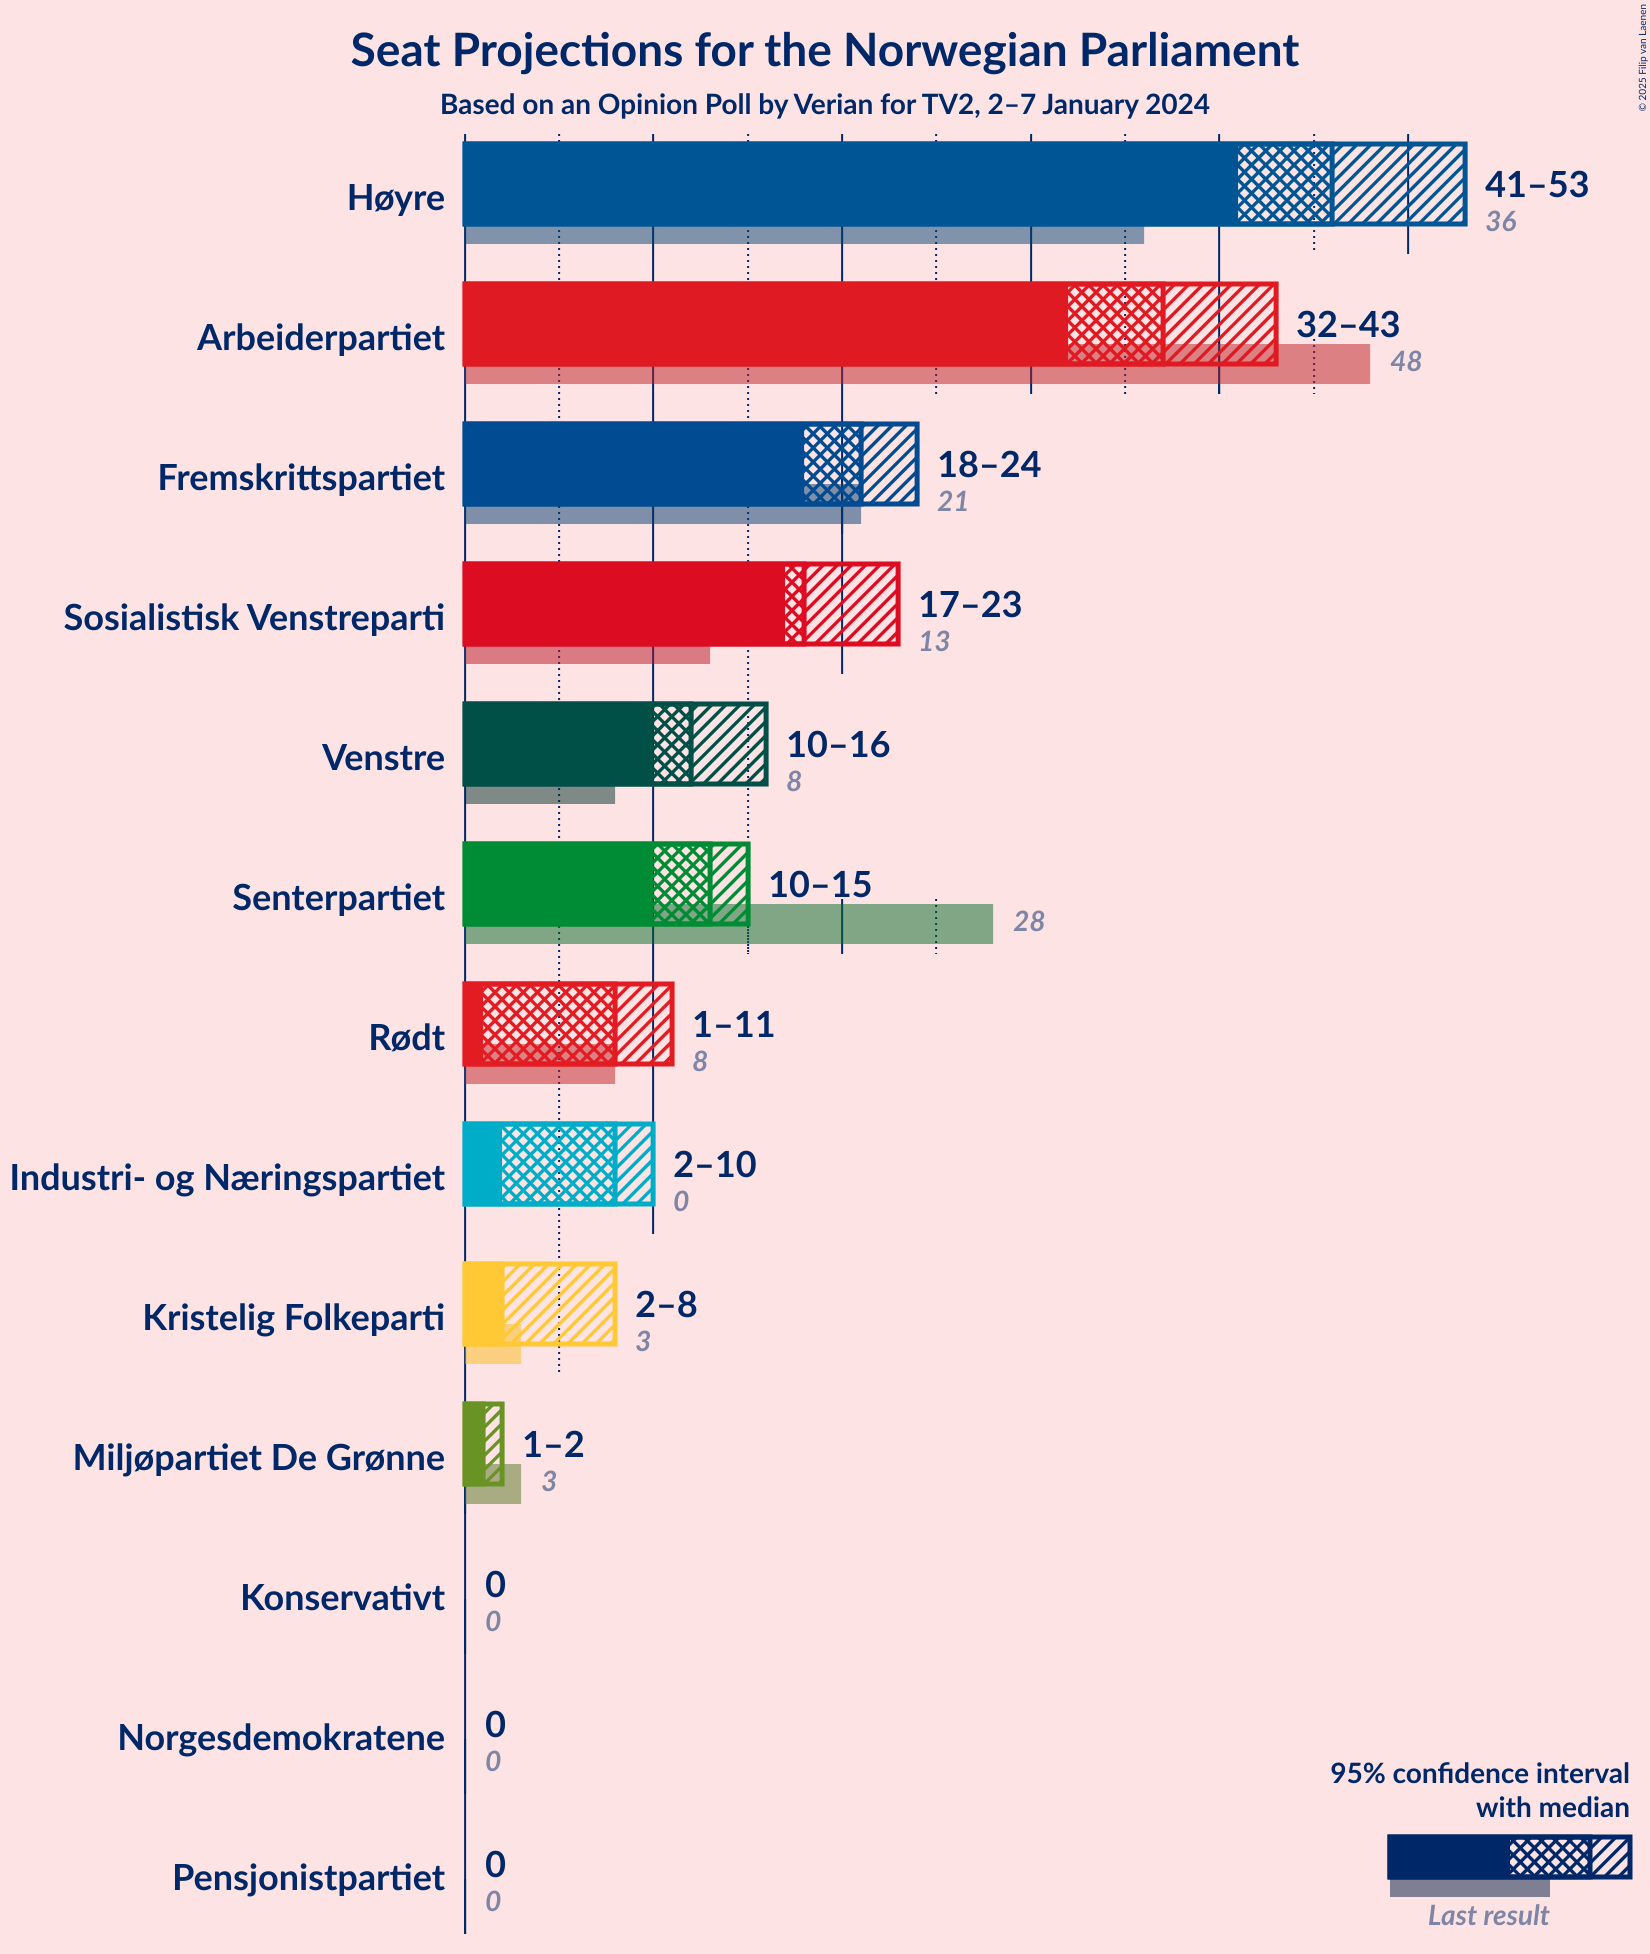 Seat Projections for the Norwegian Parliament
Based on an Opinion Poll by Verian for TV2, 2–7 January 2024
© 2025 Filip van Laenen
Høyre
41–53
36
Arbeiderpartiet
32–43
48
Fremskrittspartiet
18–24
21
Sosialistisk Venstreparti
17–23
13
Venstre
10–16
8
Senterpartiet
10–15
28
Rødt
1–11
8
Industri- og Næringspartiet
2–10
0
Kristelig Folkeparti
2–8
3
Miljøpartiet De Grønne
1–2
3
Konservativt
0
0
Norgesdemokratene
0
0
Pensjonistpartiet
0
0
95% confidence interval
with median
Last result